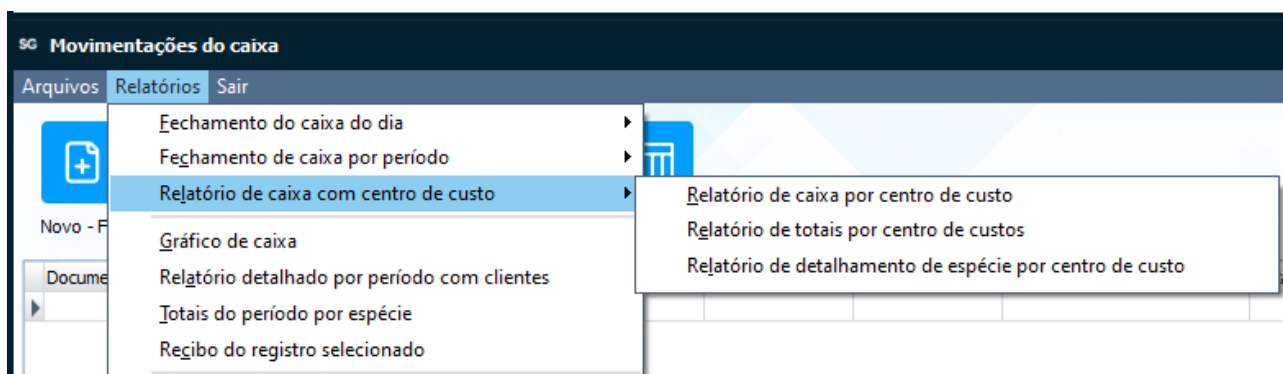 SG Movimentações do caixa
Arquivos Relatórios Sair
Fechamento do caixa do dia
Fechamento de caixa por período
Relatório de caixa com centro de custo
Relatório de caixa por centro de custo
Relatório de totais por centro de custos
Relatório de detalhamento de espécie por centro de custo
Novo - F
Gráfico de caixa
Docume
Relatório detalhado por período com clientes
Totais do período por espécie
Recibo do registro selecionado